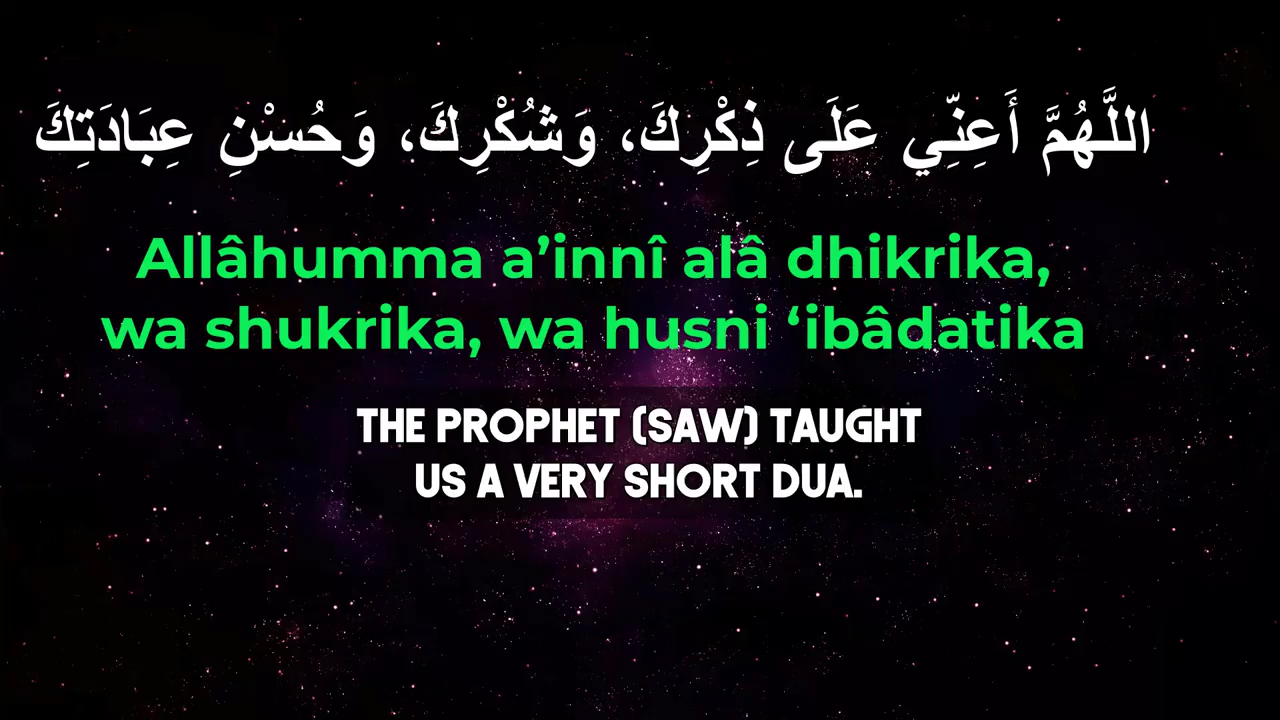 اللَّهُمَّ أَعِنِّي عَلَى ذِكْرِكَ، وَشُكْرِكَ، وَحُسْنِ عِبَادَتِكَ
Allâhumma a’innî alâ dhikrika,
wa shukrika, wa husni ‘ibâdatika
THE PROPHET (SAW) TAUGHT
US A VERY SHORT DUA.